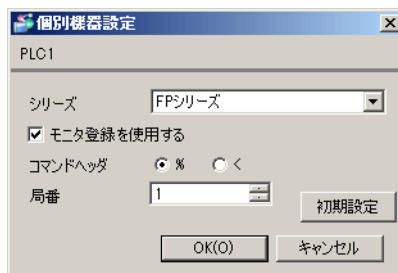 個別機器設定
PLC1
シリーズ FPシリーズ
モニタ登録を使用する
コマンドヘッダ % <
局番 1
初期設定
OK(O) キャンセル